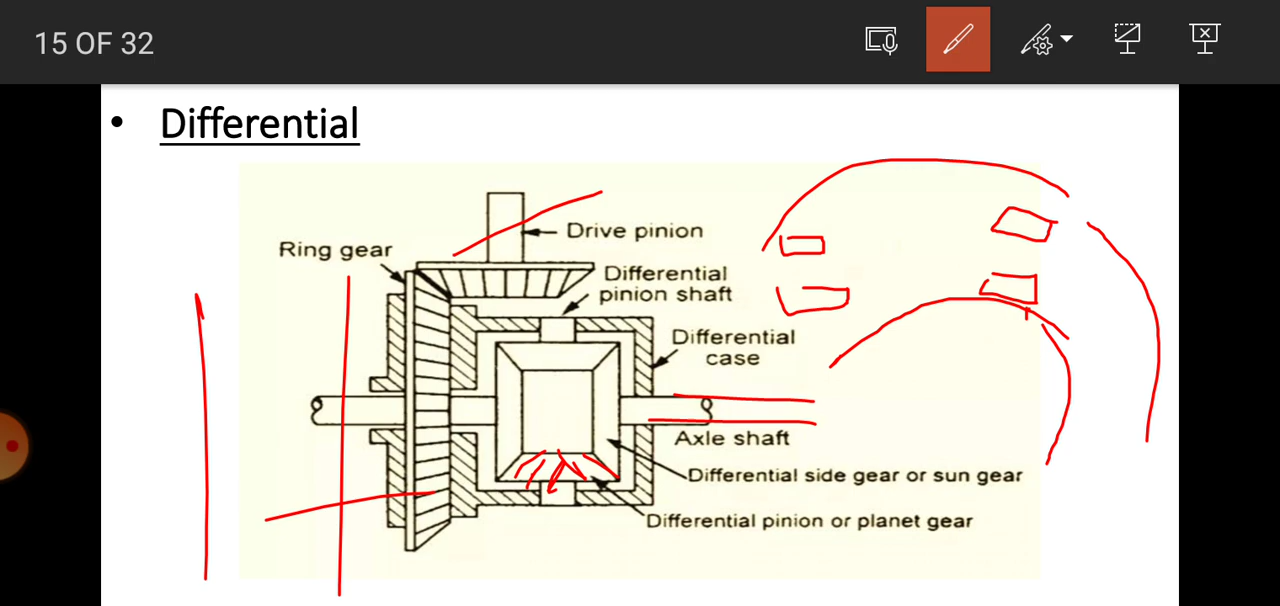 15 OF 32
• Differential
Drive pinion
Ring gear
Differential
pinion shaft
Differential
case
Axle shaft
Differential side gear or sun gear
Differential pinion or planet gear